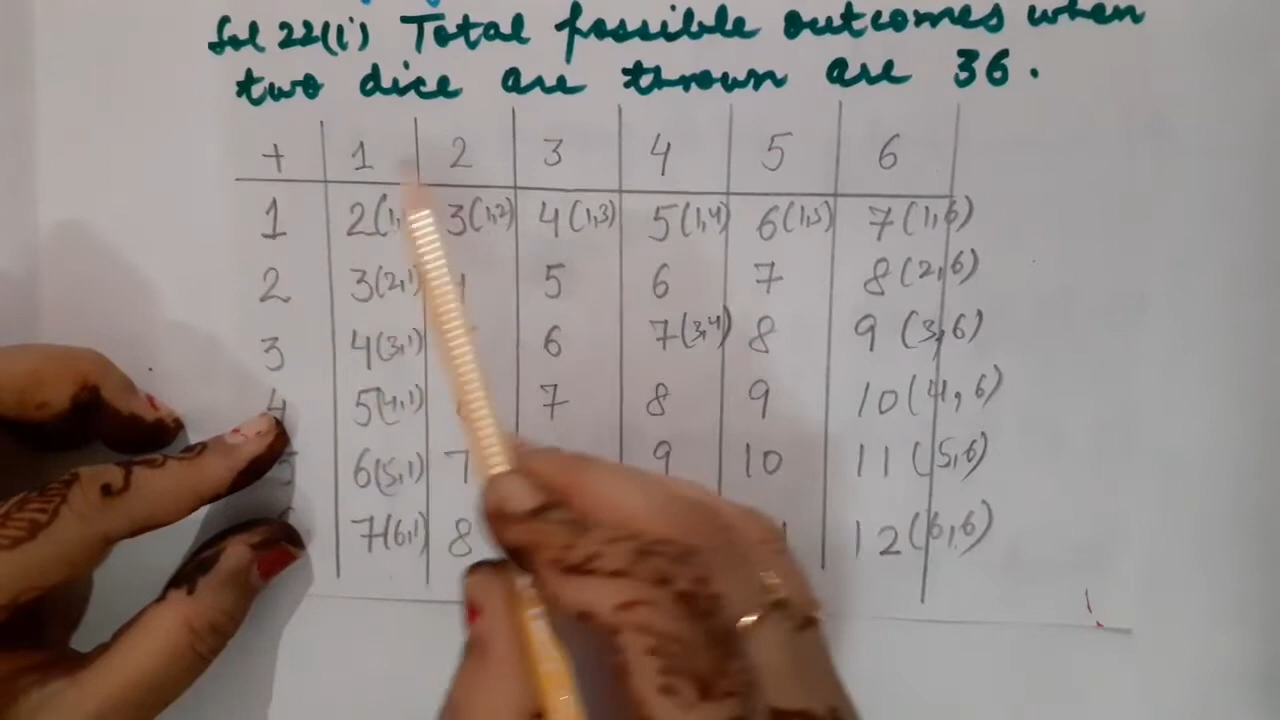 Sol 22(i) Total possible outcomes when
two dice are thrown are 36.
+ 1 2 3 4 5 6
1 2(1, 3(1,2) 4(1,3) 5(1,4) 6(1,5) 7(1,6)
2 3(2,1) 5 6 7 8(2,6)
3 4(3,1) 6 7(3,4) 8 9 (3,6)
4 5(4,1) 7 8 9 10(4,6)
5 6(5,1) 7 9 10 11(5,6)
7(6,1) 8 12(6,6)